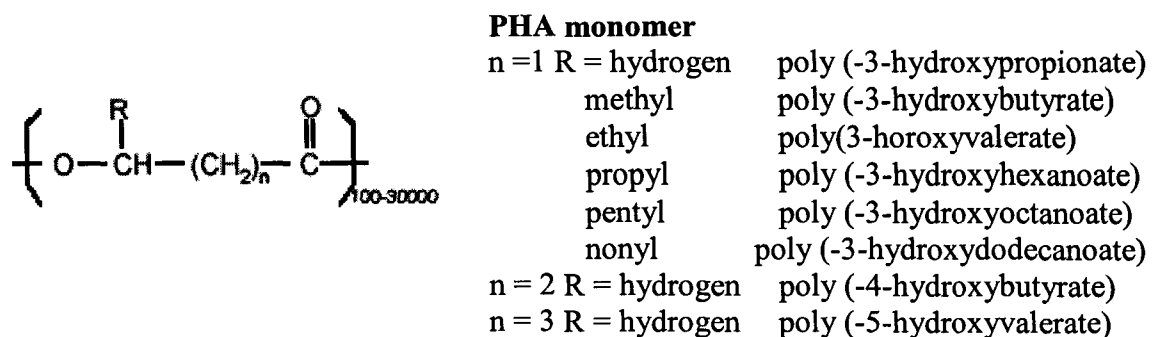 PHA monomer
n =1 R = hydrogen poly (-3-hydroxypropionate)
methyl poly (-3-hydroxybutyrate)
ethyl poly(3-horoxyvalerate)
propyl poly (-3-hydroxyhexanoate)
pentyl poly (-3-hydroxyoctanoate)
nonyl poly (-3-hydroxydodecanoate)
n = 2 R = hydrogen poly (-4-hydroxybutyrate)
n = 3 R = hydrogen poly (-5-hydroxyvalerate)
R O
O—CH—(CH₂)ₙ—C
100-30000